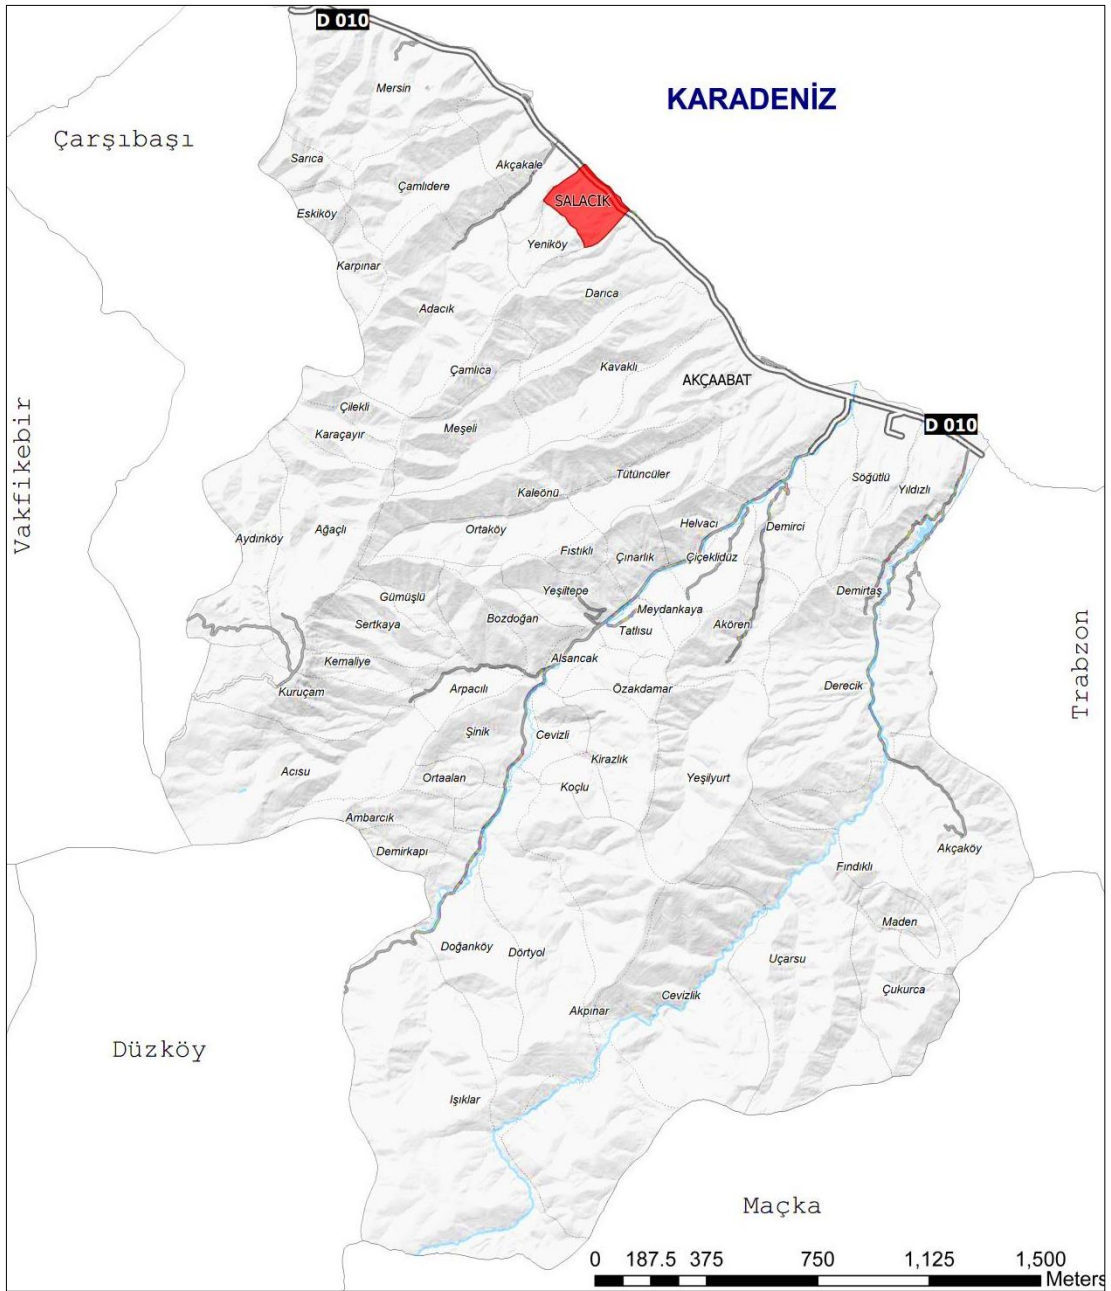 D 010
KARADENİZ
Mersin
Çarşıbaşı
Sarıca
Akçakale
Çamlıdere
SALACIK
Eskiköy
Yeniköy
Karpınar
Darıca
Adacık
Kavaklı
Çamlıca
AKÇAABAT
Çilekli
Karaçayır
Meşeli
D 010
Vakfıkebir
Tütüncüler
Söğütlü
Yıldızlı
Kaleönü
Helvacı
Demirci
Ağaçlı
Ortaköy
Aydınköy
Fıstıklı
Çınarlık
Çiçeklidüz
Yeşiltepe
Demirtaş
Gümüşlü
Meydankaya
Bozdoğan
Sertkaya
Tatlısu
Akören
Trabzon
Alsancak
Kemaliye
Kuruçam
Arpacılı
Özakdamar
Derecik
Şinik
Cevizli
Kirazlık
Acısu
Ortaalan
Koçlu
Yeşilyurt
Ambarcık
Demirkapı
Akçaköy
Fındıklı
Maden
Doğanköy
Dörtyol
Uçarsu
Çukurca
Cevizlik
Akpınar
Düzköy
Işıklar
Maçka
0 187.5 375 750 1,125 1,500
Meters